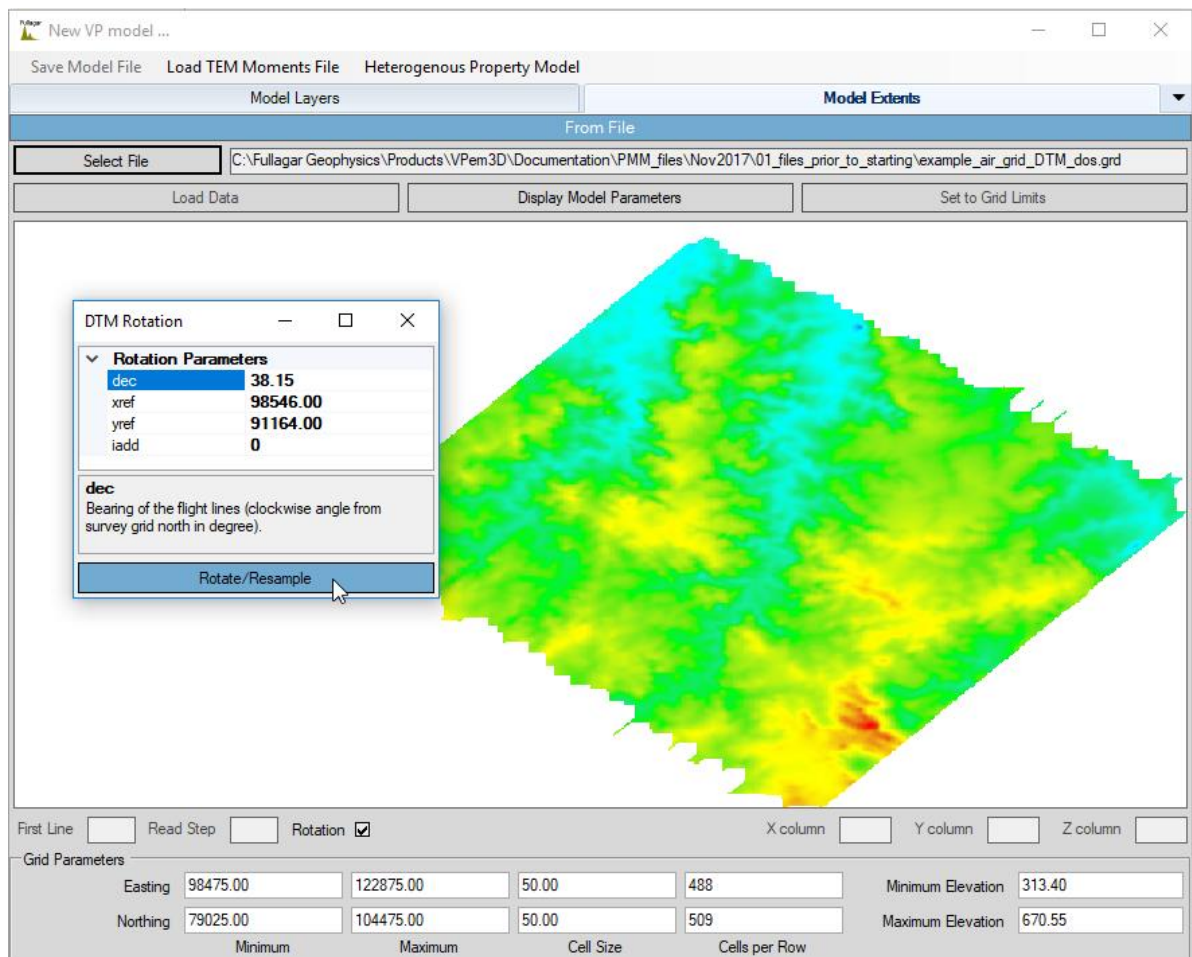 Fullagar
New VP model ...
Save Model File Load TEM Moments File Heterogenous Property Model
Model Layers Model Extents
From File
Select File C:\Fullagar Geophysics\Products\VPem3D\Documentation\PMM_files\Nov2017\01_files_prior_to_starting\example_air_grid_DTM_dos.grd
Load Data Display Model Parameters Set to Grid Limits
DTM Rotation
Rotation Parameters
dec 38.15
xref 98546.00
yref 91164.00
iadd 0
dec
Bearing of the flight lines (clockwise angle from
survey grid north in degree).
Rotate/Resample
First Line Read Step Rotation X column Y column Z column
Grid Parameters
Easting 98475.00 122875.00 50.00 488 Minimum Elevation 313.40
Northing 79025.00 104475.00 50.00 509 Maximum Elevation 670.55
Minimum Maximum Cell Size Cells per Row